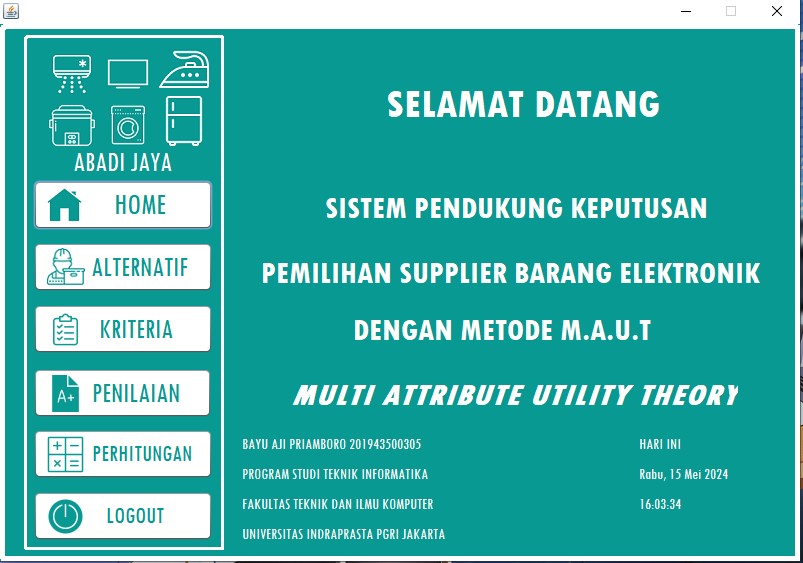 ABADI JAYA
HOME
ALTERNATIF
KRITERIA
A+
PENILAIAN
PERHITUNGAN
LOGOUT
SELAMAT DATANG
SISTEM PENDUKUNG KEPUTUSAN
PEMILIHAN SUPPLIER BARANG ELEKTRONIK
DENGAN METODE M.A.U.T
MULTI ATTRIBUTE UTILITY THEORY
BAYU AJI PRIAMBORO 201943500305
PROGRAM STUDI TEKNIK INFORMATIKA
FAKULTAS TEKNIK DAN ILMU KOMPUTER
UNIVERSITAS INDRAPRASTA PGRI JAKARTA
HARI INI
Rabu, 15 Mei 2024
16:03:34